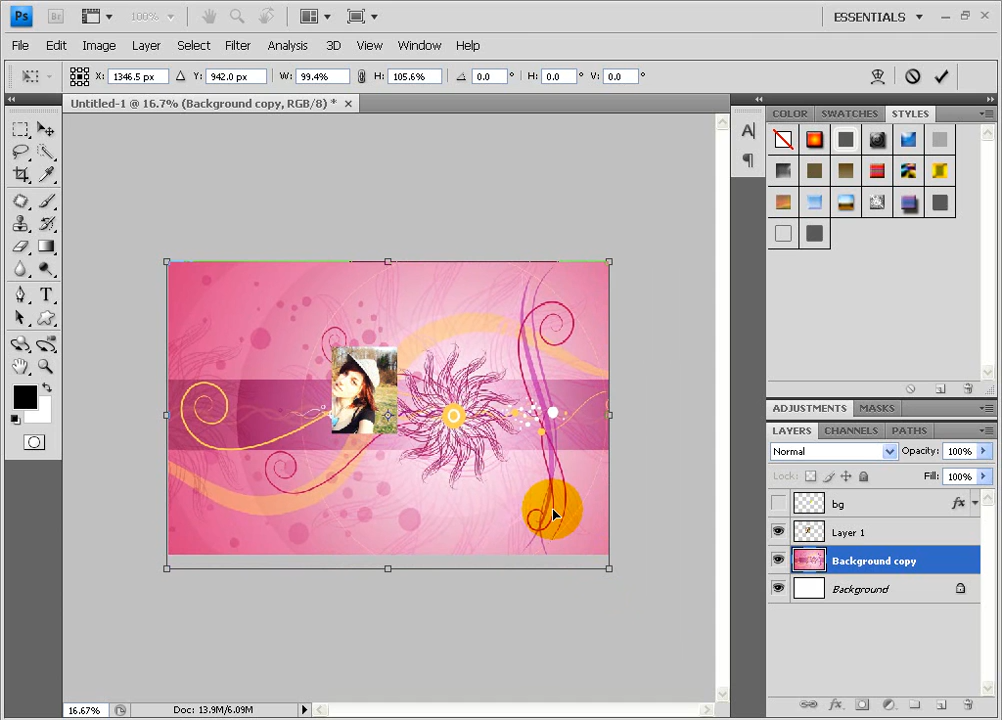 Ps Br 100% ESSENTIALS
File Edit Image Layer Select Filter Analysis 3D View Window Help
X: 1346.5 px Y: 942.0 px W: 99.4% H: 105.6% 0.0 ° H: 0.0 ° V: 0.0 °
Untitled-1 @ 16.7% (Background copy, RGB/8) *
COLOR SWATCHES STYLES
A
T
ADJUSTMENTS MASKS
LAYERS CHANNELS PATHS
Normal Opacity: 100%
Lock: Fill: 100%
bg fx
Layer 1
Background copy
Background
16.67% Doc: 13.9M/6.09M fx